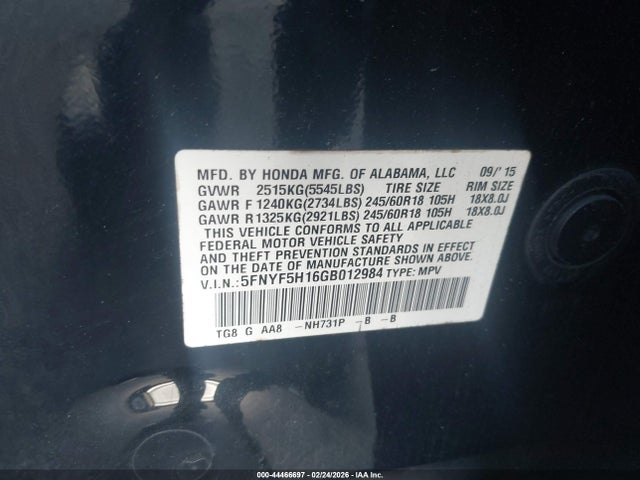 MFD. BY HONDA MFG. OF ALABAMA, LLC 09/'15
GVWR 2515KG(5545LBS) TIRE SIZE RIM SIZE
GAWR F 1240KG(2734LBS) 245/60R18 105H 18X8.0J
GAWR R1325KG(2921LBS) 245/60R18 105H 18X8.0J
THIS VEHICLE CONFORMS TO ALL APPLICABLE
FEDERAL MOTOR VEHICLE SAFETY
AND THEFT PREVENTION STANDARDS IN EFFECT
ON THE DATE OF MANUFACTURE SHOWN ABOVE.
V.I.N.:5FNYF5H16GB012984 TYPE: MPV
TG8 G AA8 -NH731P -B -B
000-44466697 - 02/24/2026 - IAA Inc.